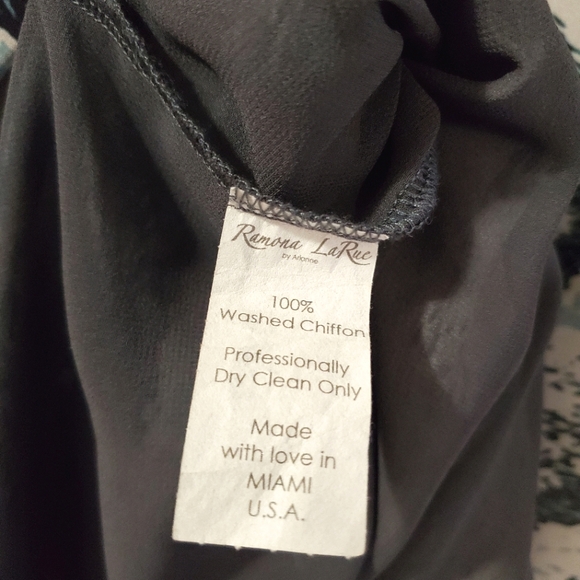 Ramona LaRue
by Arianne
100%
Washed Chiffon
Professionally
Dry Clean Only
Made
with love in
MIAMI
U.S.A.